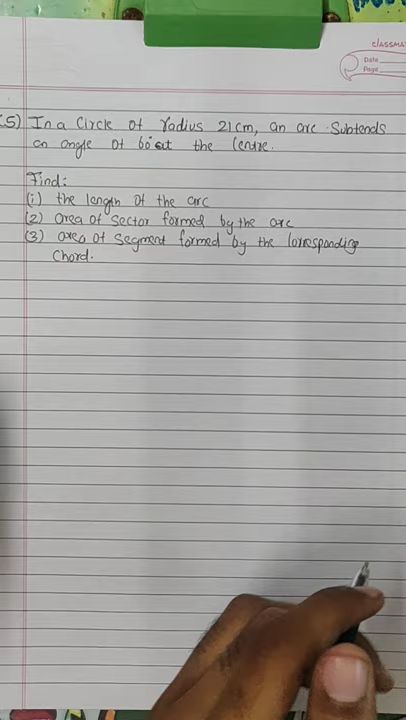 classma
Date
Page
5) In a Circle of radius 21cm, an arc subtends
an angle of 60° at the Centre.
Find:
(i) the length of the arc
(2) area of sector formed by the arc
(3) area of segment formed by the Corresponding
Chord.